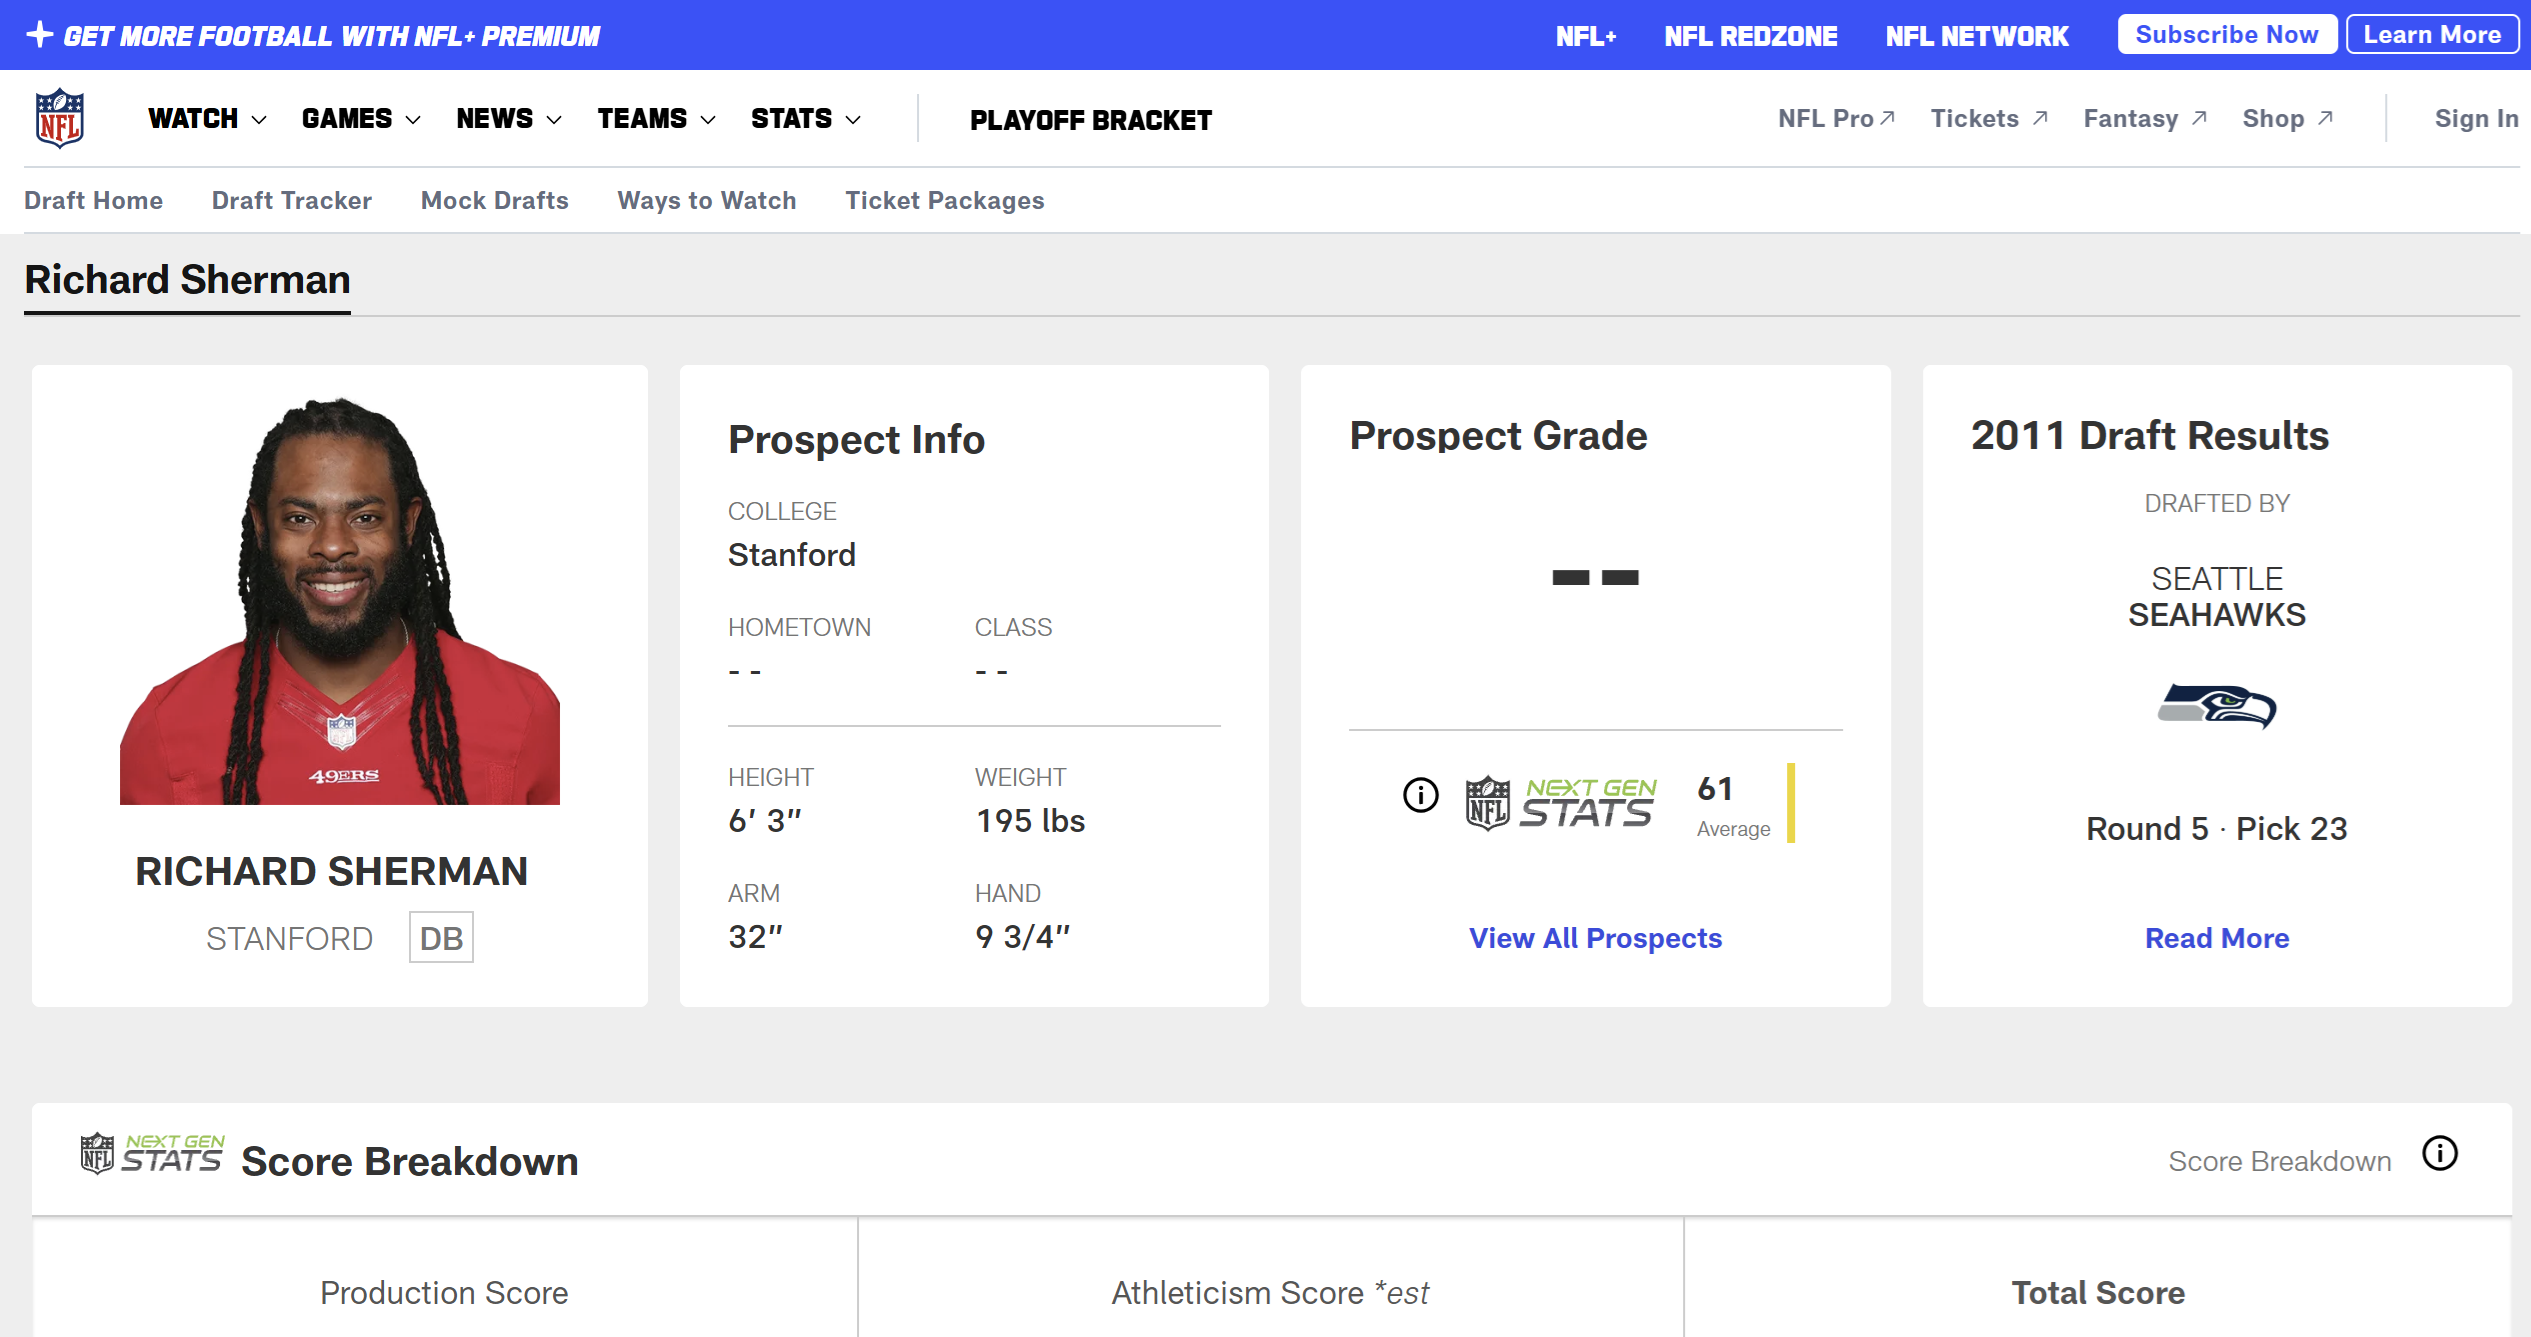 GET MORE FOOTBALL WITH NFL+ PREMIUM
NFL+ NFL REDZONE NFL NETWORK Subscribe Now Learn More
NFL WATCH GAMES NEWS TEAMS STATS PLAYOFF BRACKET NFL Pro Tickets Fantasy Shop Sign In
Draft Home Draft Tracker Mock Drafts Ways to Watch Ticket Packages
Richard Sherman
NFL
49ERS
RICHARD SHERMAN
STANFORD DB
Prospect Info
COLLEGE
Stanford
HOMETOWN CLASS
- - - -
HEIGHT WEIGHT
6′ 3″ 195 lbs
ARM HAND
32″ 9 3/4″
Prospect Grade
--
NFL NEXT GEN STATS 61
Average
View All Prospects
2011 Draft Results
DRAFTED BY
SEATTLE
SEAHAWKS
Round 5 · Pick 23
Read More
NFL NEXT GEN STATS Score Breakdown Score Breakdown
Production Score Athleticism Score *est Total Score